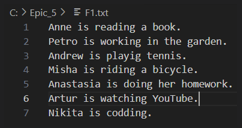 C: > Epic_5 > F1.txt
1 Anne is reading a book.
2 Petro is working in the garden.
3 Andrew is playig tennis.
4 Misha is riding a bicycle.
5 Anastasia is doing her homework.
6 Artur is watching YouTube.
7 Nikita is codding.